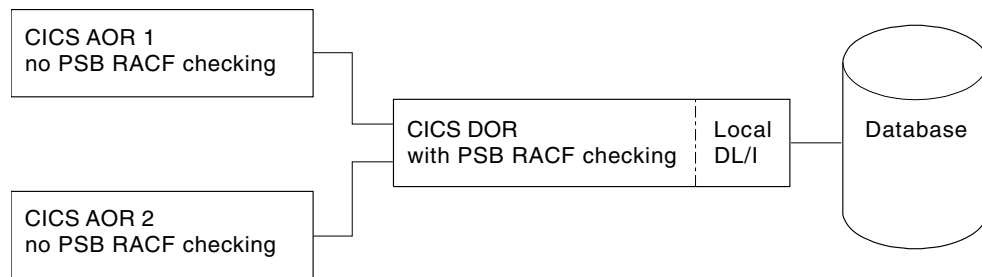 CICS AOR 1
no PSB RACF checking
CICS DOR
with PSB RACF checking
Local
DL/I
Database
CICS AOR 2
no PSB RACF checking